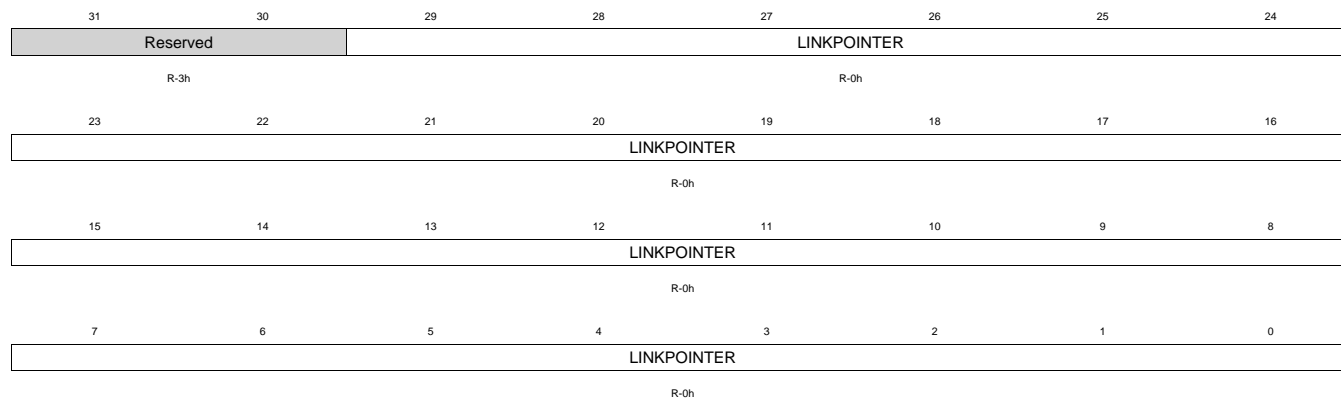 31 30 29 28 27 26 25 24
Reserved LINKPOINTER
R-3h R-0h
23 22 21 20 19 18 17 16
LINKPOINTER
R-0h
15 14 13 12 11 10 9 8
LINKPOINTER
R-0h
7 6 5 4 3 2 1 0
LINKPOINTER
R-0h